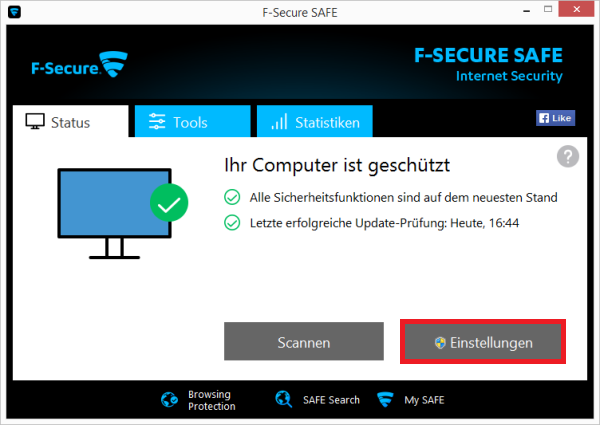 F-Secure SAFE
F-Secure.
F-SECURE SAFE
Internet Security
Status
Tools
Statistiken
Like
Ihr Computer ist geschützt
?
Alle Sicherheitsfunktionen sind auf dem neuesten Stand
Letzte erfolgreiche Update-Prüfung: Heute, 16:44
Scannen
Einstellungen
Browsing
Protection
SAFE Search
My SAFE